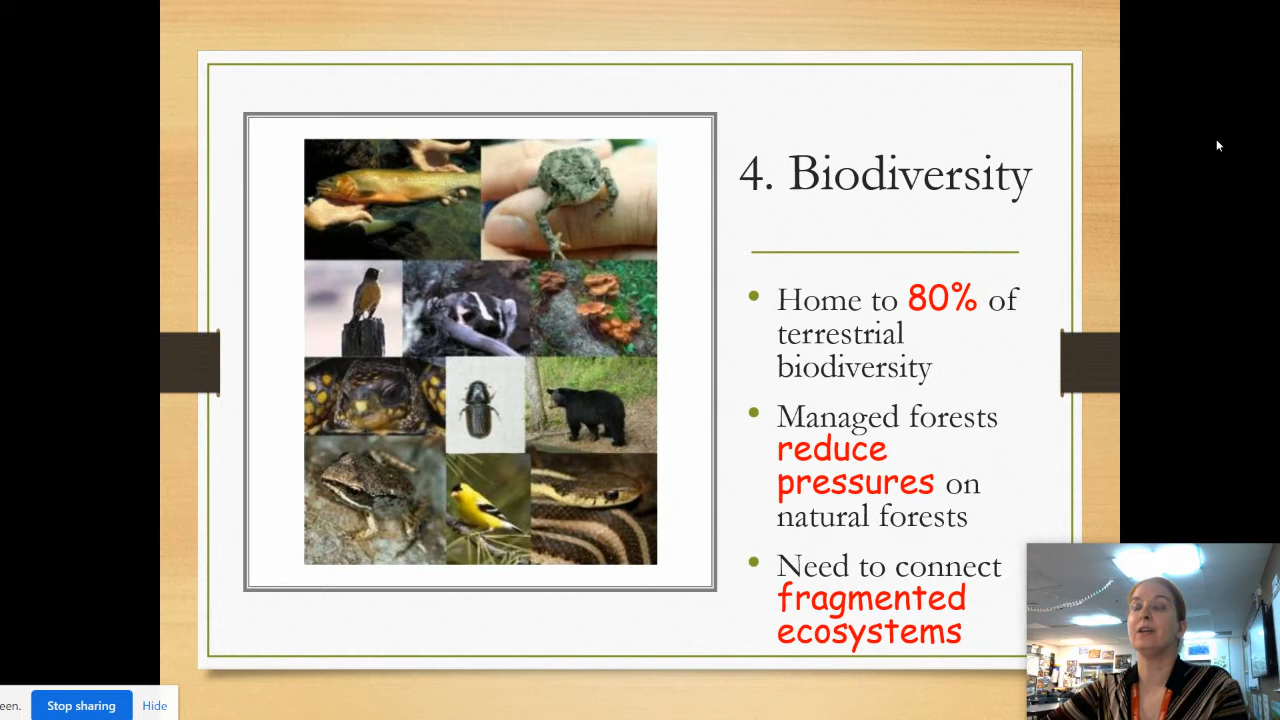 4. Biodiversity
• Home to 80% of
terrestrial
biodiversity
• Managed forests
reduce
pressures on
natural forests
• Need to connect
fragmented
ecosystems
een.
Stop sharing
Hide